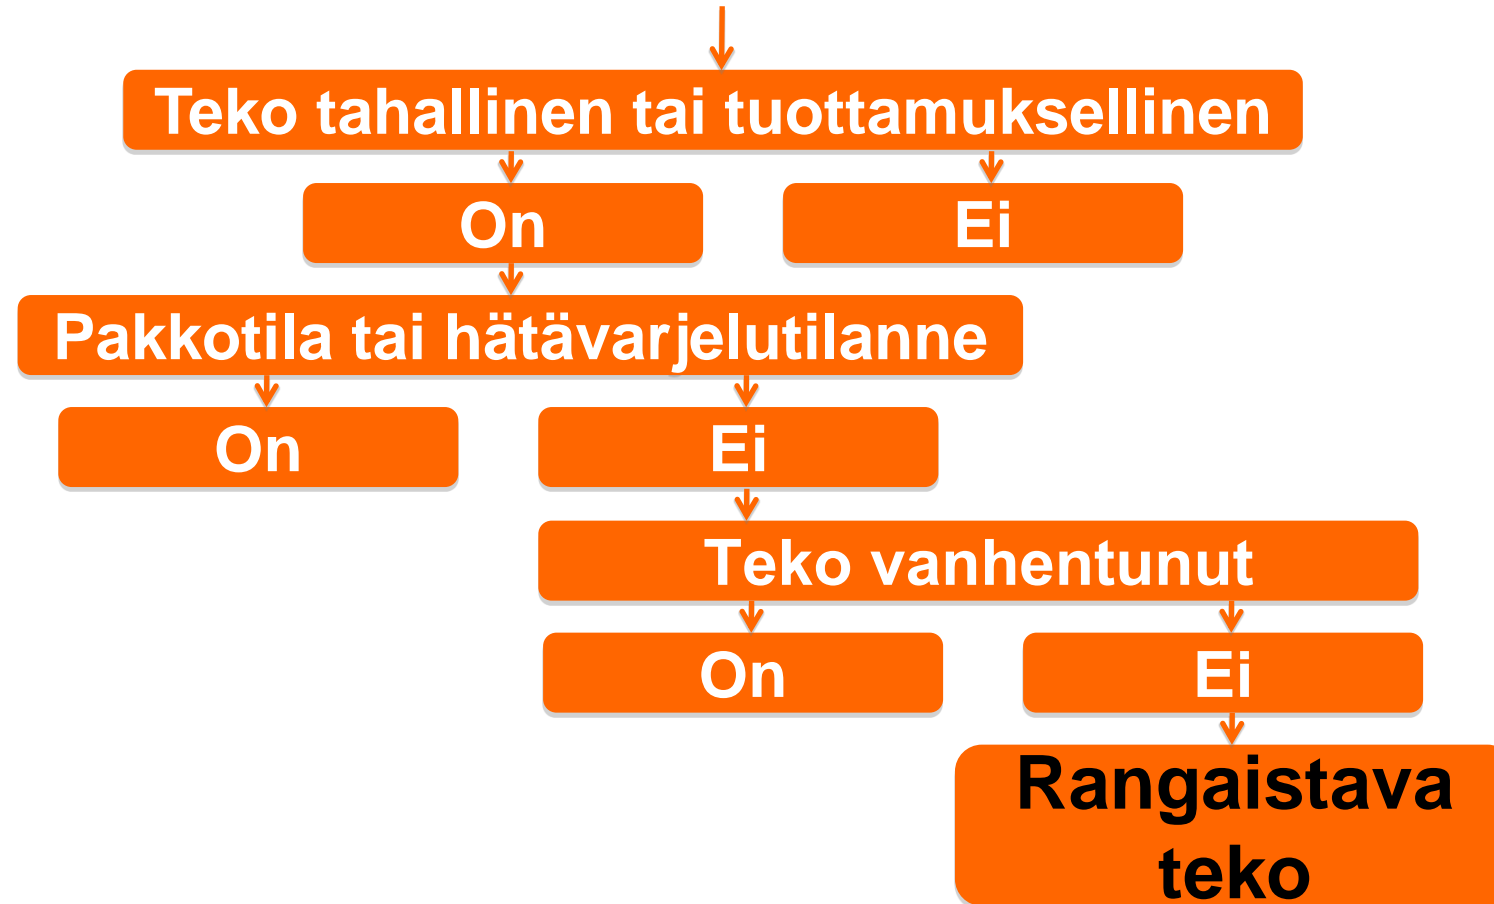 Teko tahallinen tai tuottamuksellinen
On
Ei
Pakkotila tai hätävarjelutilanne
On
Ei
Teko vanhentunut
On
Ei
Rangaistava
teko